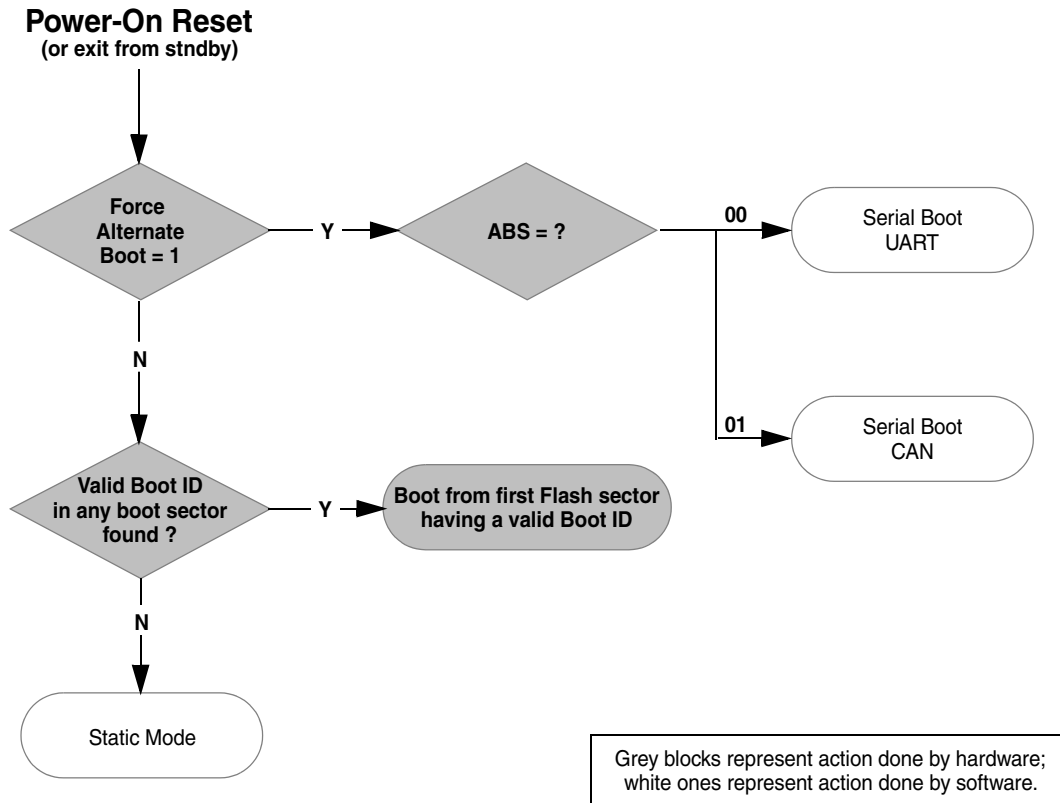 Power-On Reset
(or exit from stndby)
Force
Alternate
Boot = 1
Y
ABS = ?
00
Serial Boot
UART
N
01
Serial Boot
CAN
Valid Boot ID
in any boot sector
found ?
Y
Boot from first Flash sector
having a valid Boot ID
N
Static Mode
Grey blocks represent action done by hardware;
white ones represent action done by software.